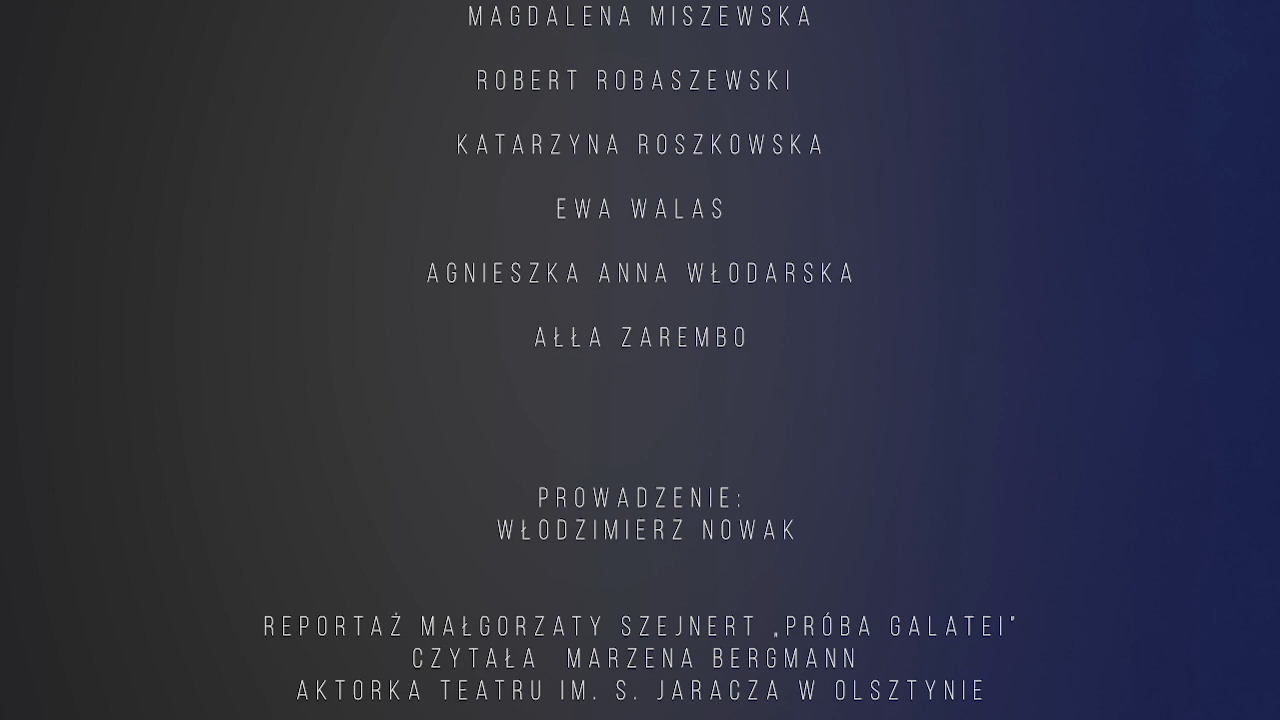 MAGDALENA MISZEWSKA
ROBERT ROBASZEWSKI
KATARZYNA ROSZKOWSKA
EWA WALAS
AGNIESZKA ANNA WŁODARSKA
AŁŁA ZAREMBO
PROWADZENIE:
WŁODZIMIERZ NOWAK
REPORTAŻ MAŁGORZATY SZEJNERT „PRÓBA GALATEI”
CZYTAŁA MARZENA BERGMANN
AKTORKA TEATRU IM. S. JARACZA W OLSZTYNIE